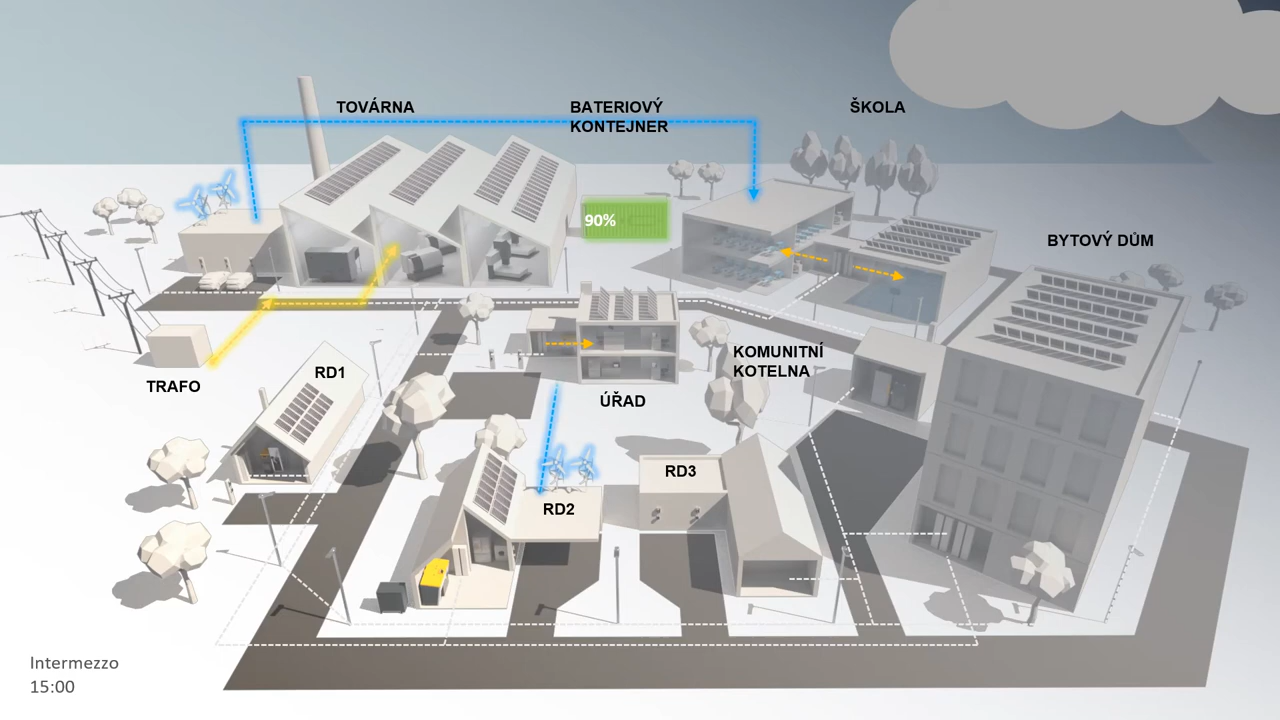 TOVÁRNA
BATERIOVÝ
KONTEJNER
ŠKOLA
90%
BYTOVÝ DŮM
TRAFO
RD1
KOMUNITNÍ
KOTELNA
ÚŘAD
RD3
RD2
Intermezzo
15:00